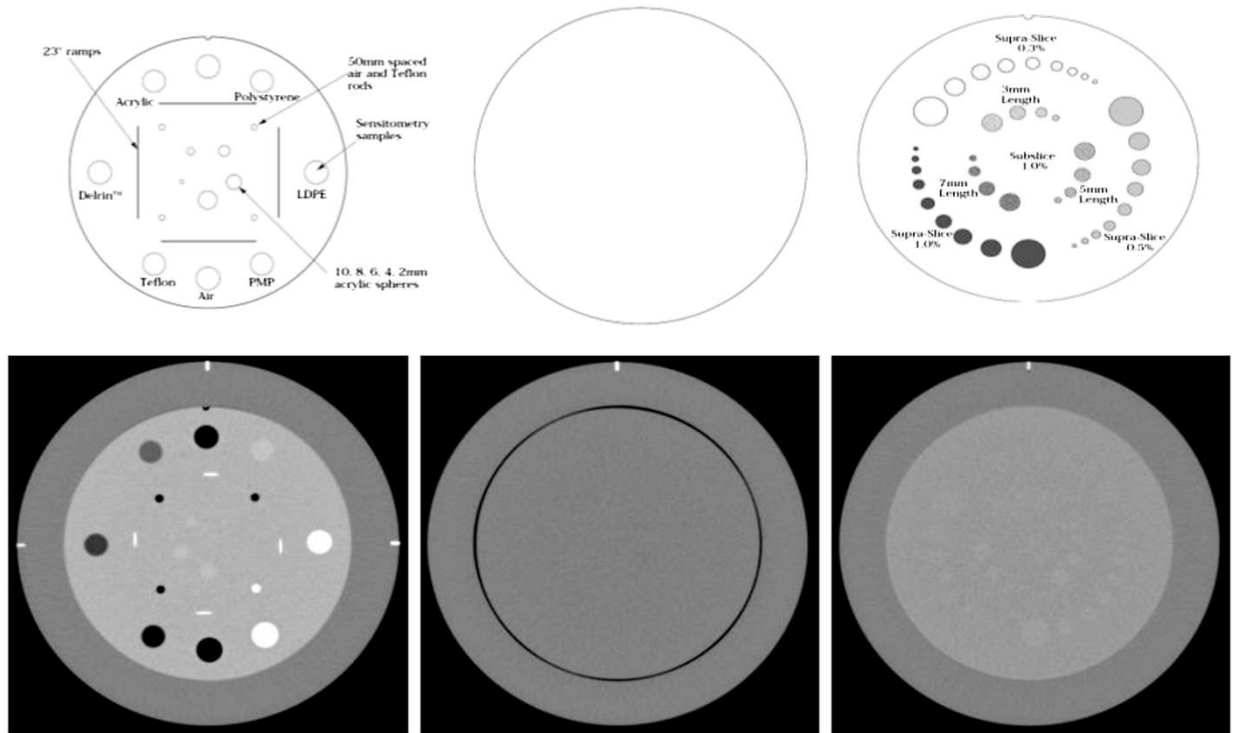 23° ramps
50mm spaced
air and Teflon
rods
Acrylic
Polystyrene
Sensitometry
samples
Delrin™
LDPE
Teflon
Air
PMP
10, 8, 6, 4, 2mm
acrylic spheres
Supra-Slice
0.3%
3mm
Length
Subslice
1.0%
7mm
Length
5mm
Length
Supra-Slice
1.0%
Supra-Slice
0.5%